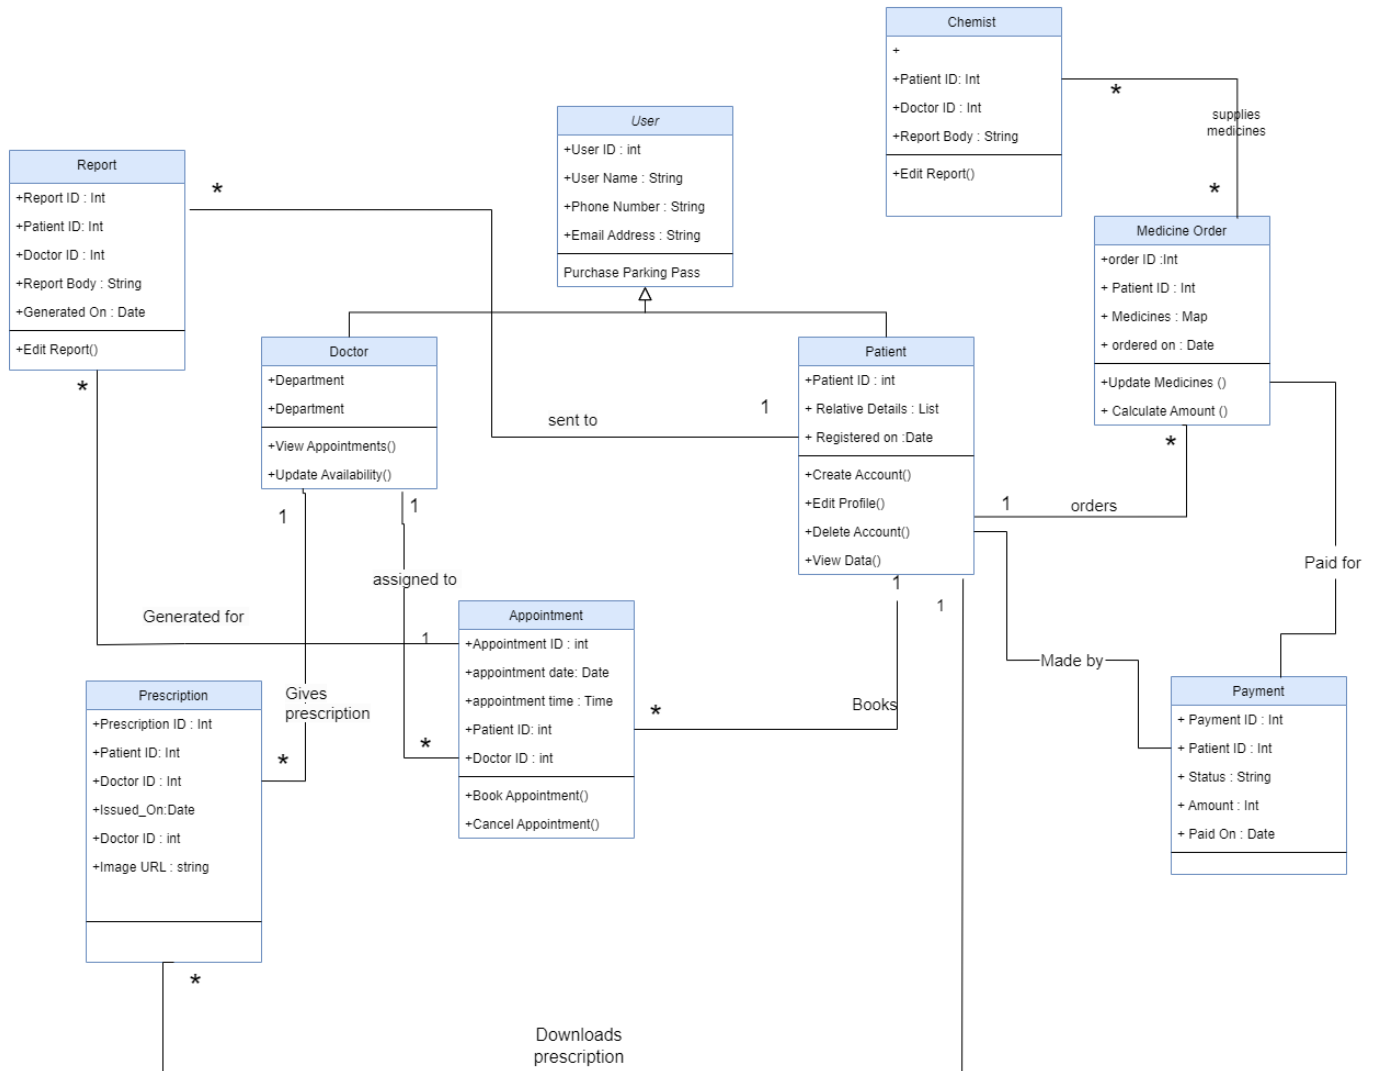 Chemist
+
+Patient ID: Int
+Doctor ID : Int
+Report Body : String
+Edit Report()
*
supplies
medicines
*
User
+User ID : int
+User Name : String
+Phone Number : String
+Email Address : String
Purchase Parking Pass
Report
+Report ID : Int
+Patient ID: Int
+Doctor ID : Int
+Report Body : String
+Generated On : Date
+Edit Report()
*
*
Medicine Order
+order ID :Int
+ Patient ID : Int
+ Medicines : Map
+ ordered on : Date
+Update Medicines ()
+ Calculate Amount ()
*
Doctor
+Department
+Department
+View Appointments()
+Update Availability()
1
1
sent to
1
Patient
+Patient ID : int
+ Relative Details : List
+ Registered on :Date
+Create Account()
+Edit Profile()
+Delete Account()
+View Data()
1
1
1
orders
Paid for
Made by
assigned to
Generated for
1
Appointment
+Appointment ID : int
+appointment date: Date
+appointment time : Time
+Patient ID: int
+Doctor ID : int
+Book Appointment()
+Cancel Appointment()
*
*
Books
Gives
prescription
*
Prescription
+Prescription ID : Int
+Patient ID: Int
+Doctor ID : Int
+Issued_On:Date
+Doctor ID : int
+Image URL : string
*
Payment
+ Payment ID : Int
+ Patient ID : Int
+ Status : String
+ Amount : Int
+ Paid On : Date
Downloads
prescription